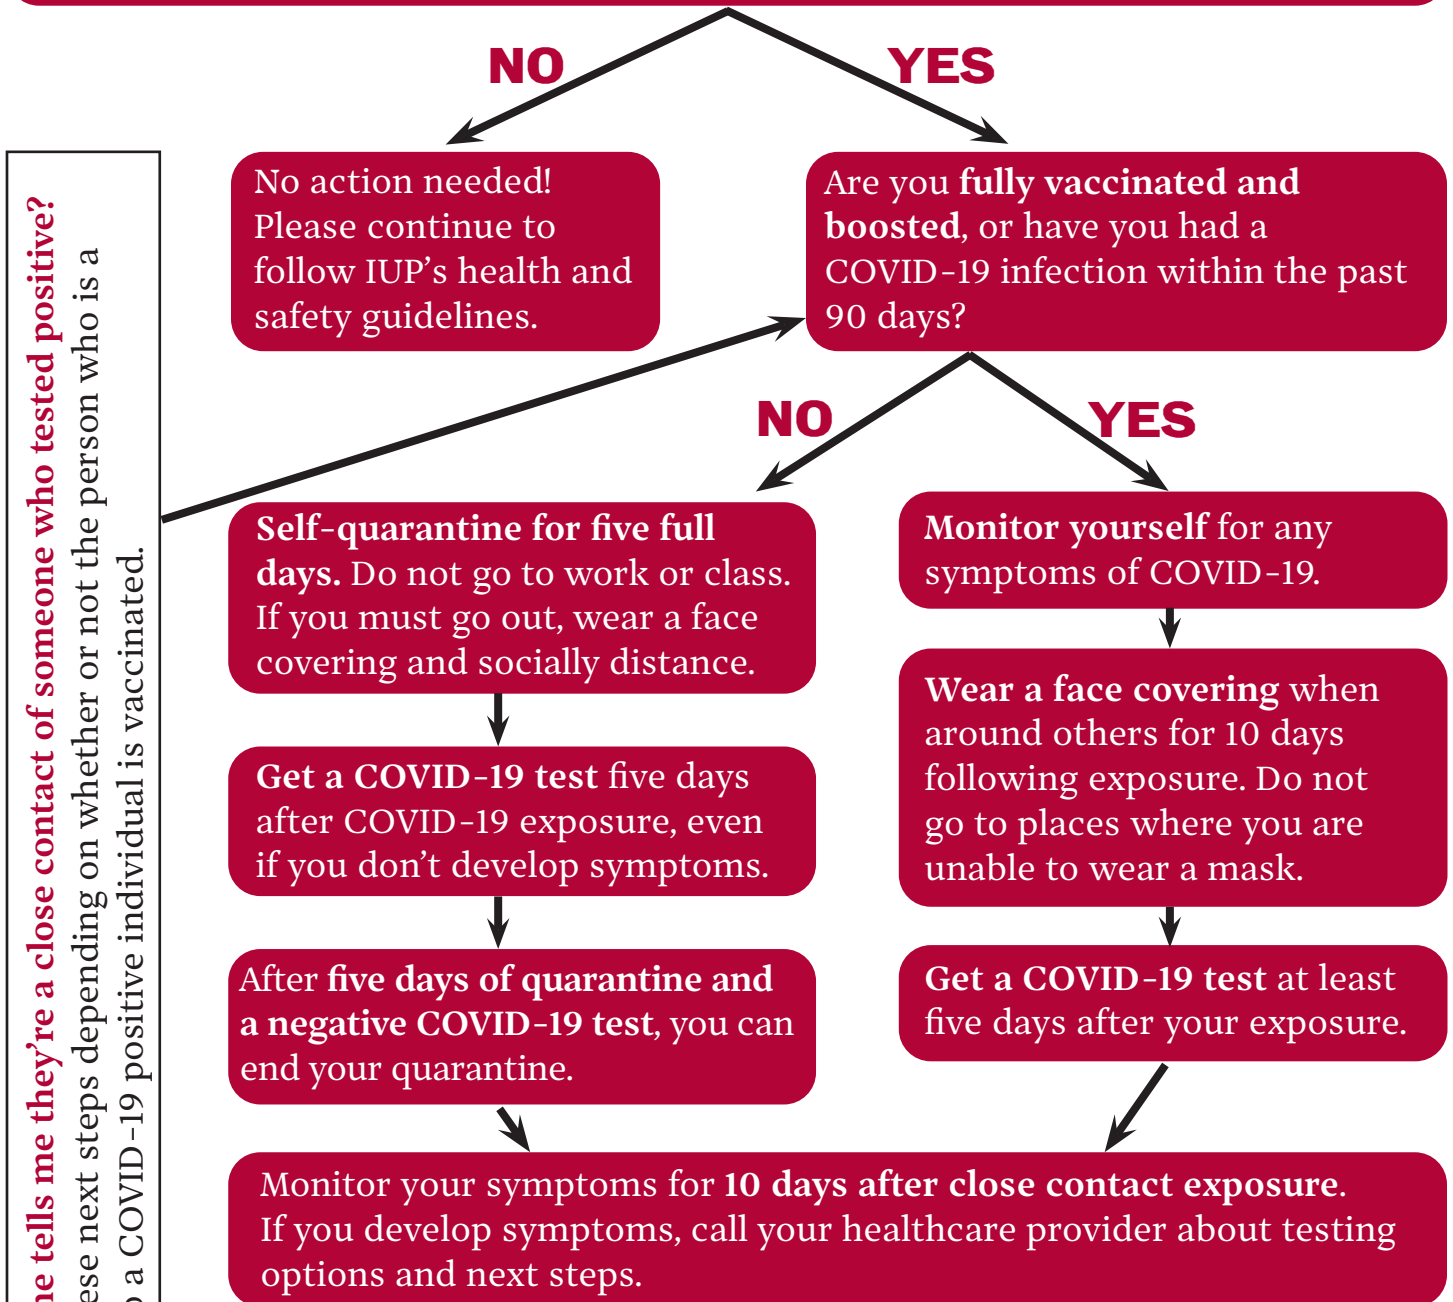 NO
YES
No action needed!
Please continue to
follow IUP's health and
safety guidelines.
Are you fully vaccinated and
boosted, or have you had a
COVID-19 infection within the past
90 days?
NO
YES
Self-quarantine for five full
days. Do not go to work or class.
If you must go out, wear a face
covering and socially distance.
Get a COVID-19 test five days
after COVID-19 exposure, even
if you don't develop symptoms.
After five days of quarantine and
a negative COVID-19 test, you can
end your quarantine.
Monitor yourself for any
symptoms of COVID-19.
Wear a face covering when
around others for 10 days
following exposure. Do not
go to places where you are
unable to wear a mask.
Get a COVID-19 test at least
five days after your exposure.
Monitor your symptoms for 10 days after close contact exposure.
If you develop symptoms, call your healthcare provider about testing
options and next steps.
tells me they're a close contact of someone who tested positive?
next steps depending on whether or not the person who is a
a COVID-19 positive individual is vaccinated.